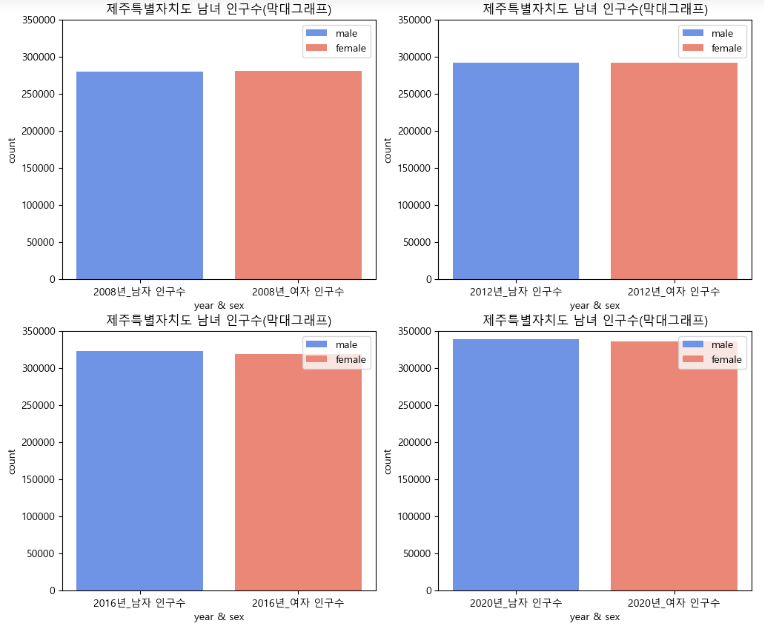 제주특별자치도 남녀 인구수(막대그래프)
350000
300000
250000
200000
150000
100000
50000
0
count
male
female
2008년_남자 인구수
2008년_여자 인구수
year & sex
제주특별자치도 남녀 인구수(막대그래프)
350000
300000
250000
200000
150000
100000
50000
0
count
male
female
2012년_남자 인구수
2012년_여자 인구수
year & sex
제주특별자치도 남녀 인구수(막대그래프)
350000
300000
250000
200000
150000
100000
50000
0
count
male
female
2016년_남자 인구수
2016년_여자 인구수
year & sex
제주특별자치도 남녀 인구수(막대그래프)
350000
300000
250000
200000
150000
100000
50000
0
count
male
female
2020년_남자 인구수
2020년_여자 인구수
year & sex